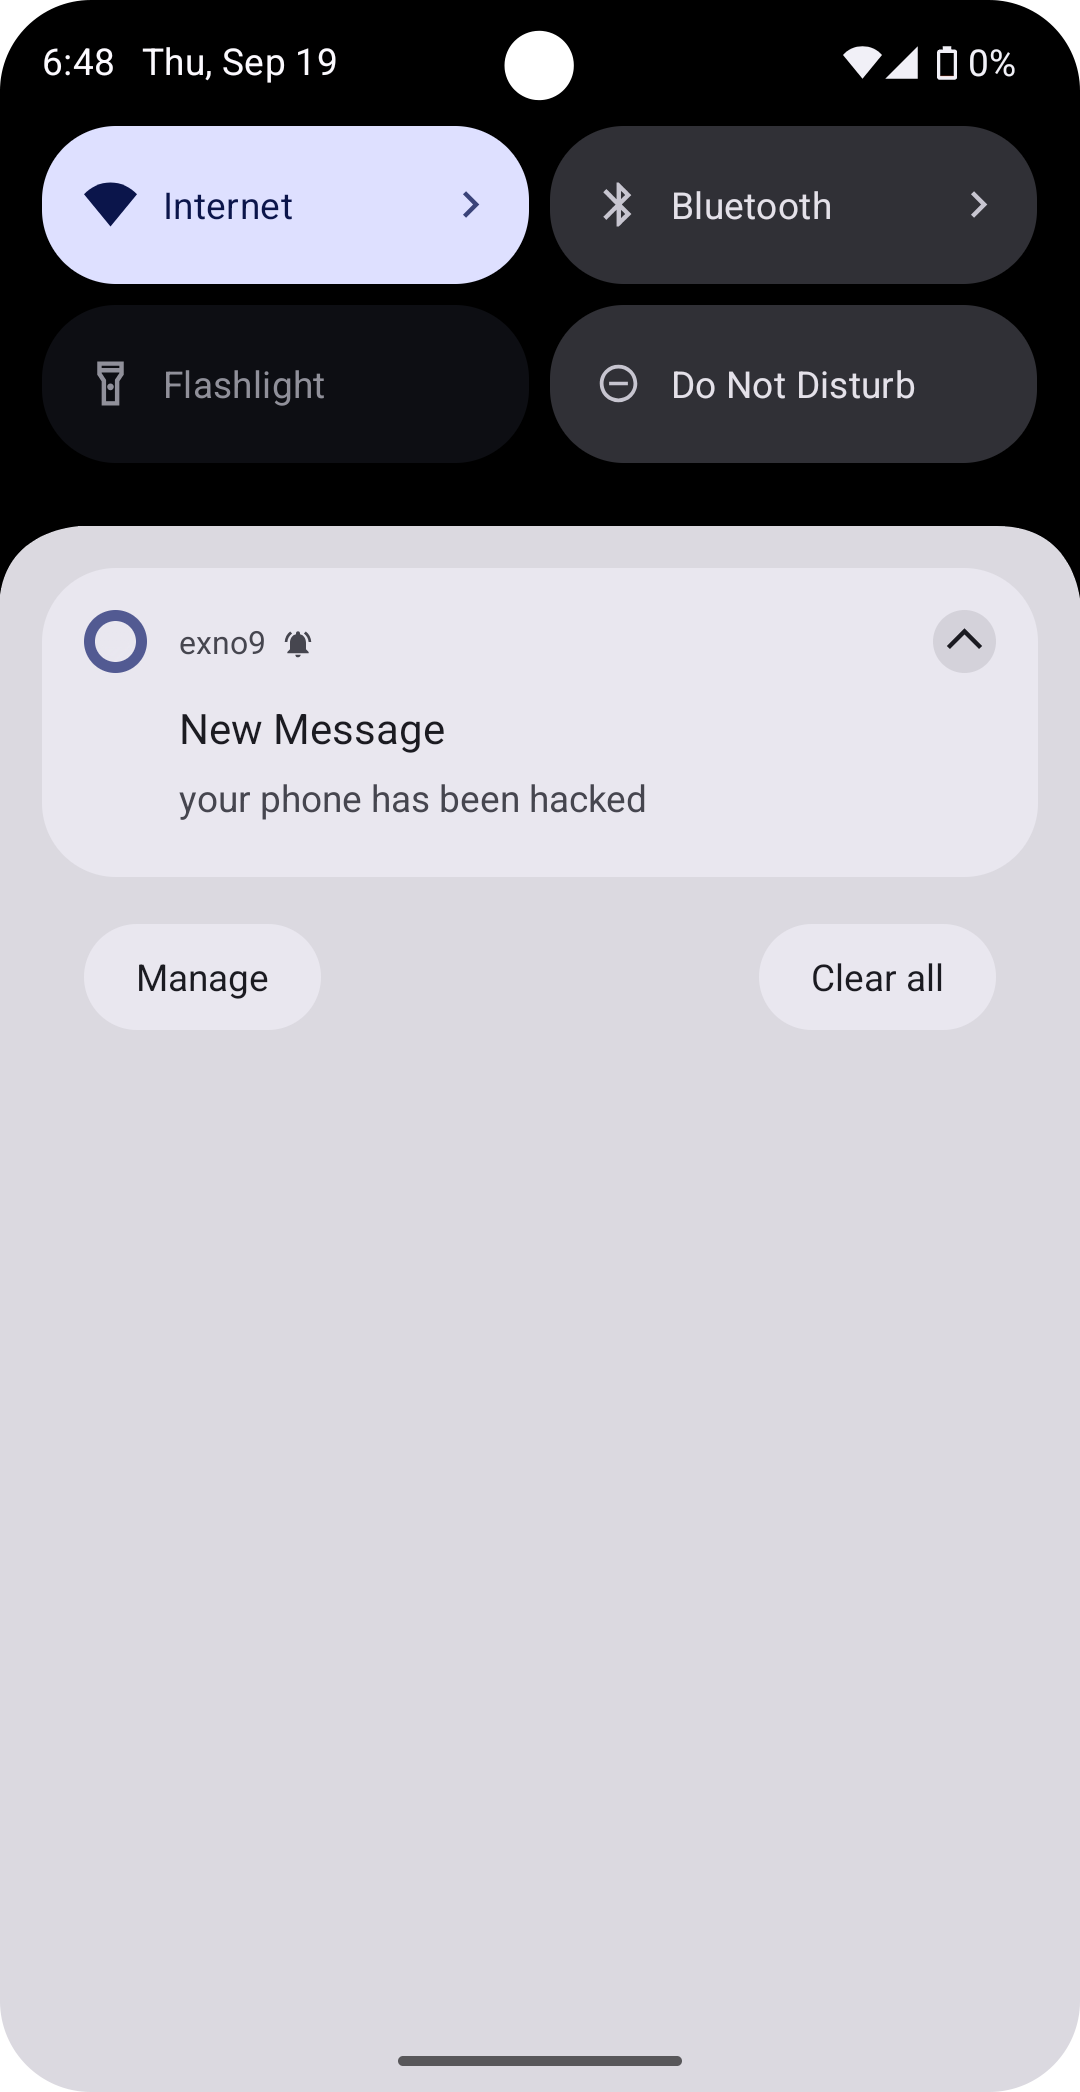 6:48 Thu, Sep 19 0%
Internet Bluetooth
Flashlight Do Not Disturb
exno9
New Message
your phone has been hacked
Manage Clear all